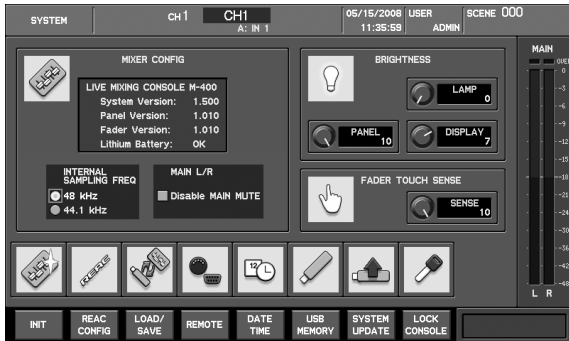 SYSTEM
CH 1 CH1
A: IN 1
05/15/2008
11:35:59
USER
ADMIN
SCENE 000
MIXER CONFIG
LIVE MIXING CONSOLE M-400
System Version: 1.500
Panel Version: 1.010
Fader Version: 1.010
Lithium Battery: OK
INTERNAL
SAMPLING FREQ
48 kHz
44.1 kHz
MAIN L/R
Disable MAIN MUTE
BRIGHTNESS
LAMP
0
PANEL
10
DISPLAY
7
FADER TOUCH SENSE
SENSE
10
MAIN
OVER
0
-3
-6
-9
-12
-15
-18
-21
-24
-30
-36
-42
-48
L R
REAC
12
INIT
REAC
CONFIG
LOAD/
SAVE
REMOTE
DATE
TIME
USB
MEMORY
SYSTEM
UPDATE
LOCK
CONSOLE